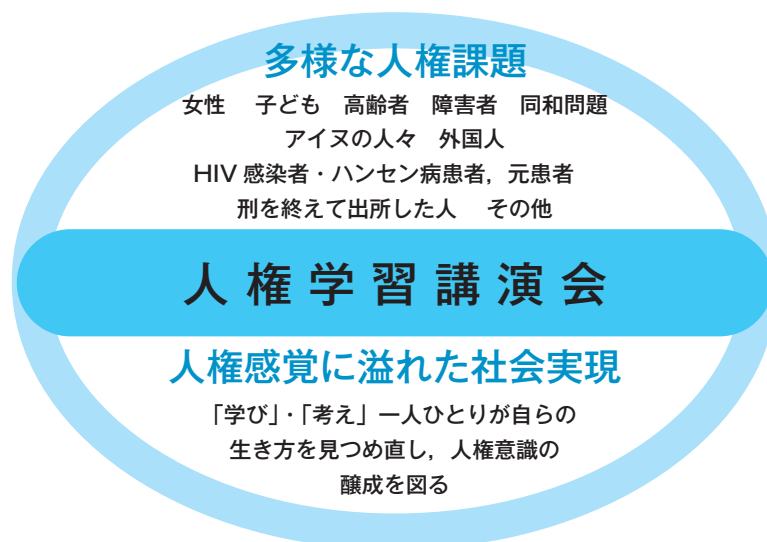 多様な人権課題
女性　子ども　高齢者　障害者　同和問題
アイヌの人々　外国人
HIV 感染者・ハンセン病患者，元患者
刑を終えて出所した人　その他
人権学習講演会
人権感覚に溢れた社会実現
「学び」・「考え」一人ひとりが自らの
生き方を見つめ直し，人権意識の
醸成を図る